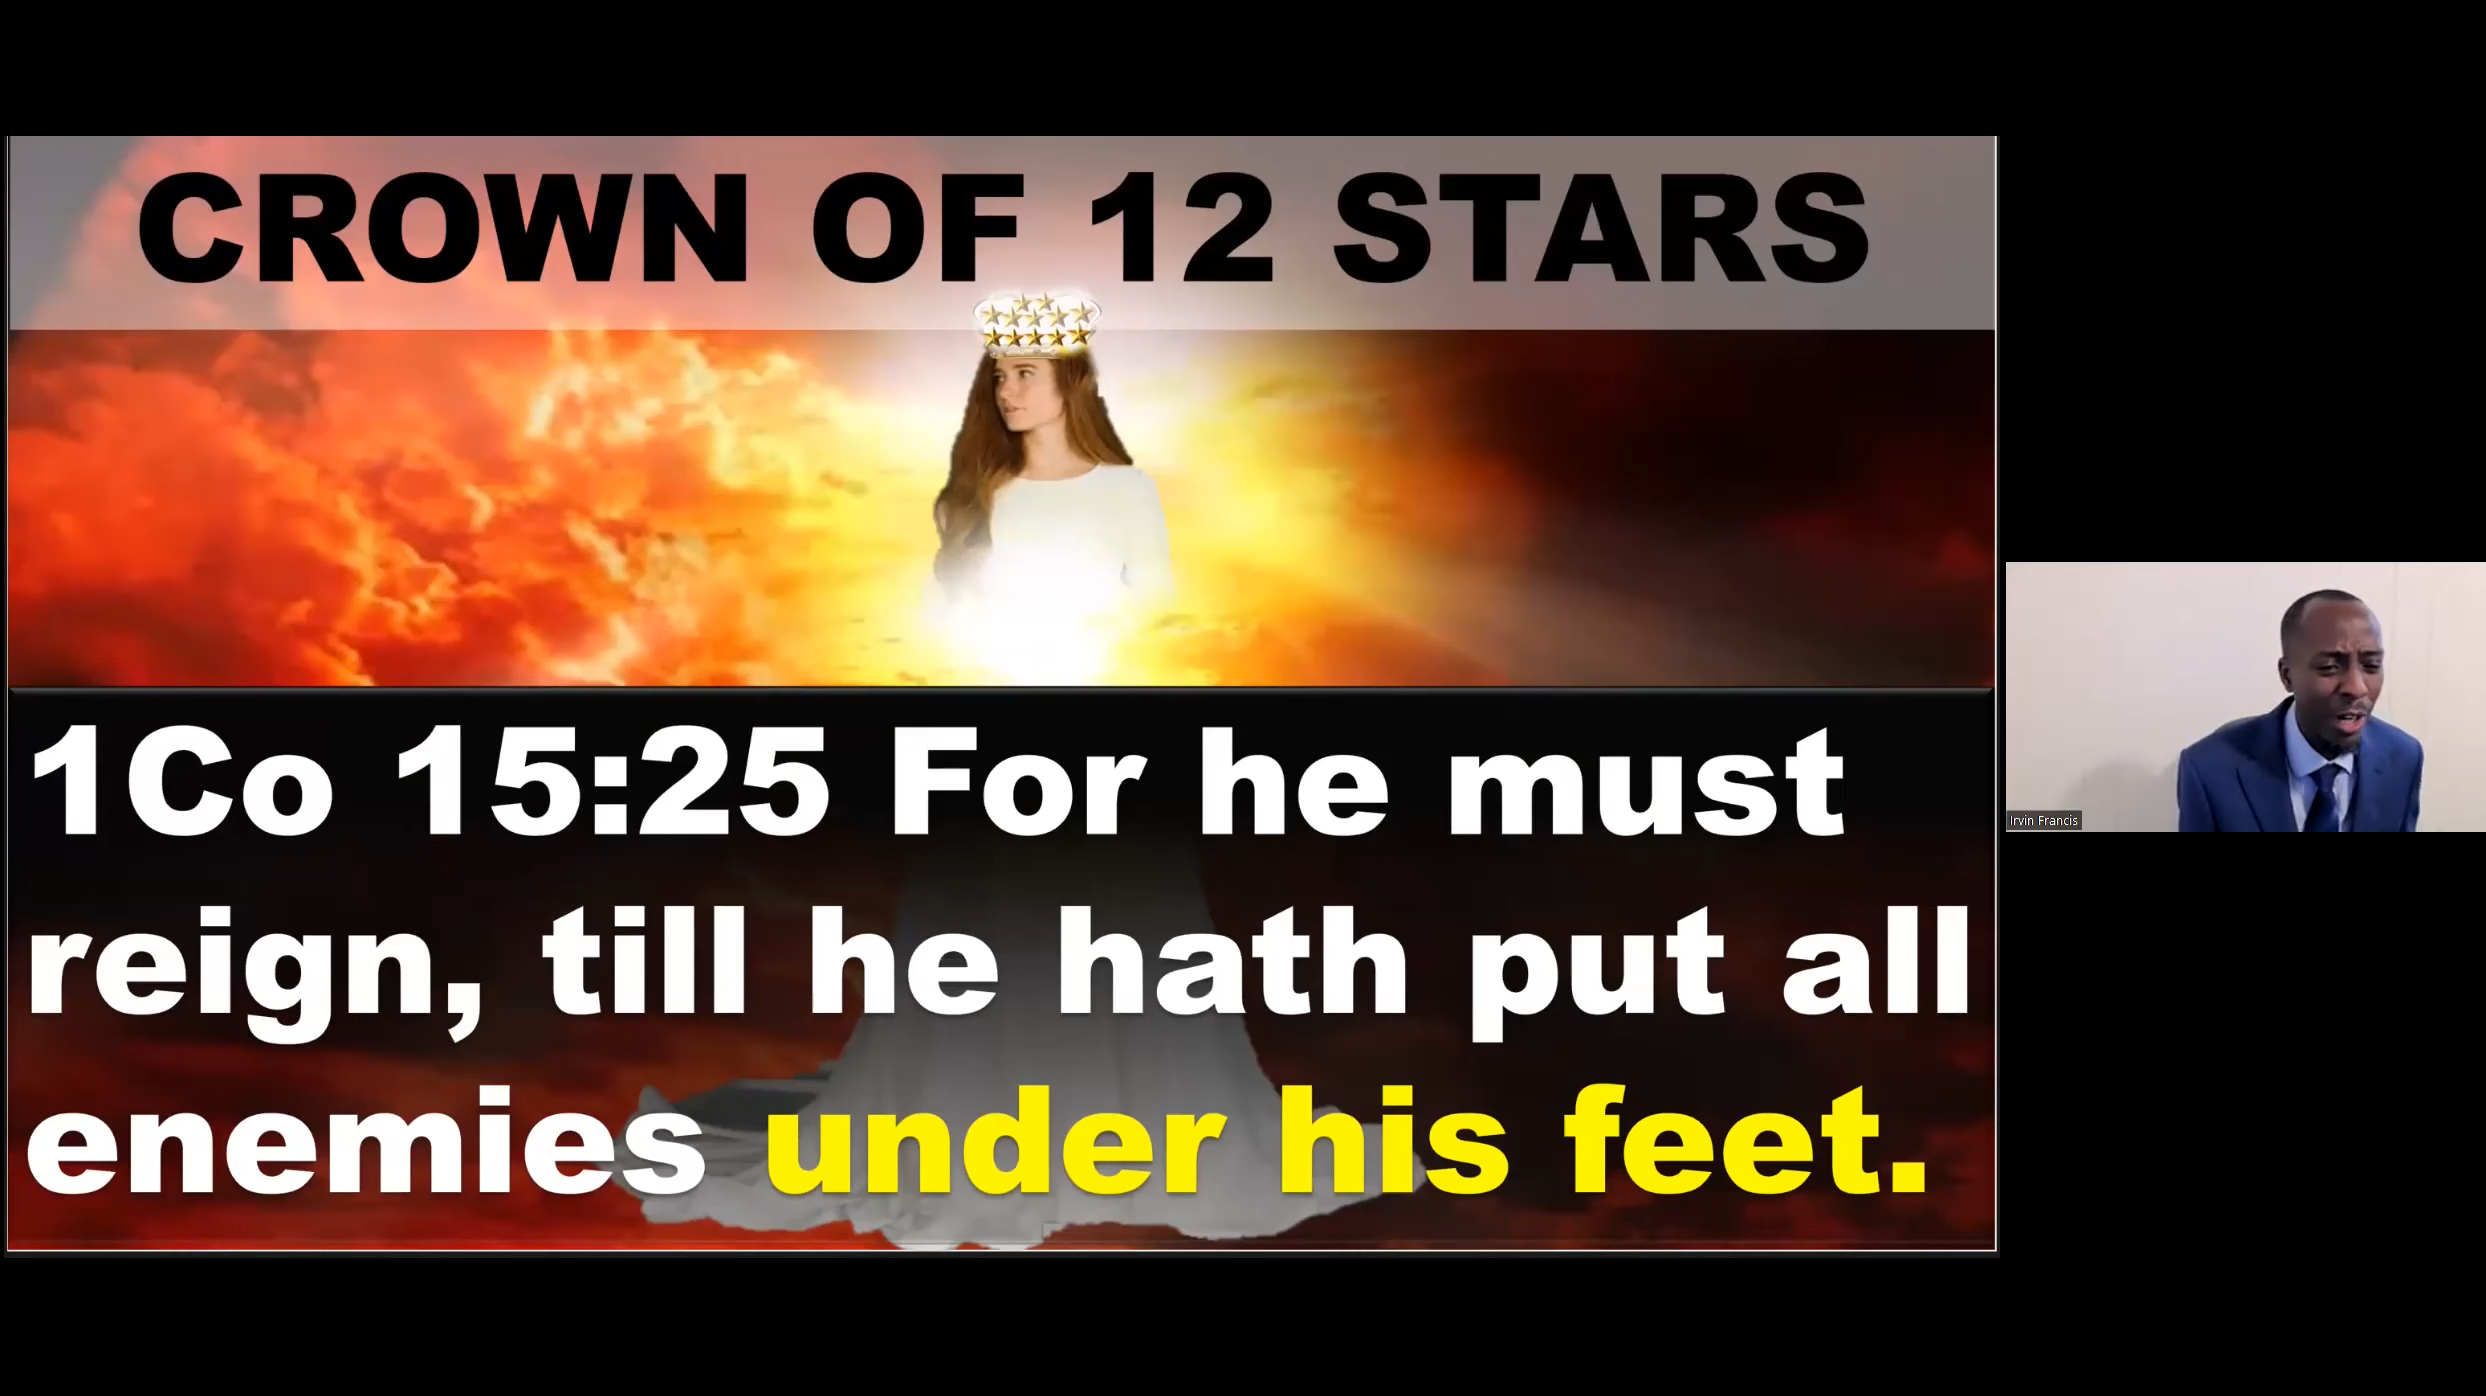 CROWN OF 12 STARS
1Co 15:25 For he must
reign, till he hath put all
enemies under his feet.
Irvin Francis